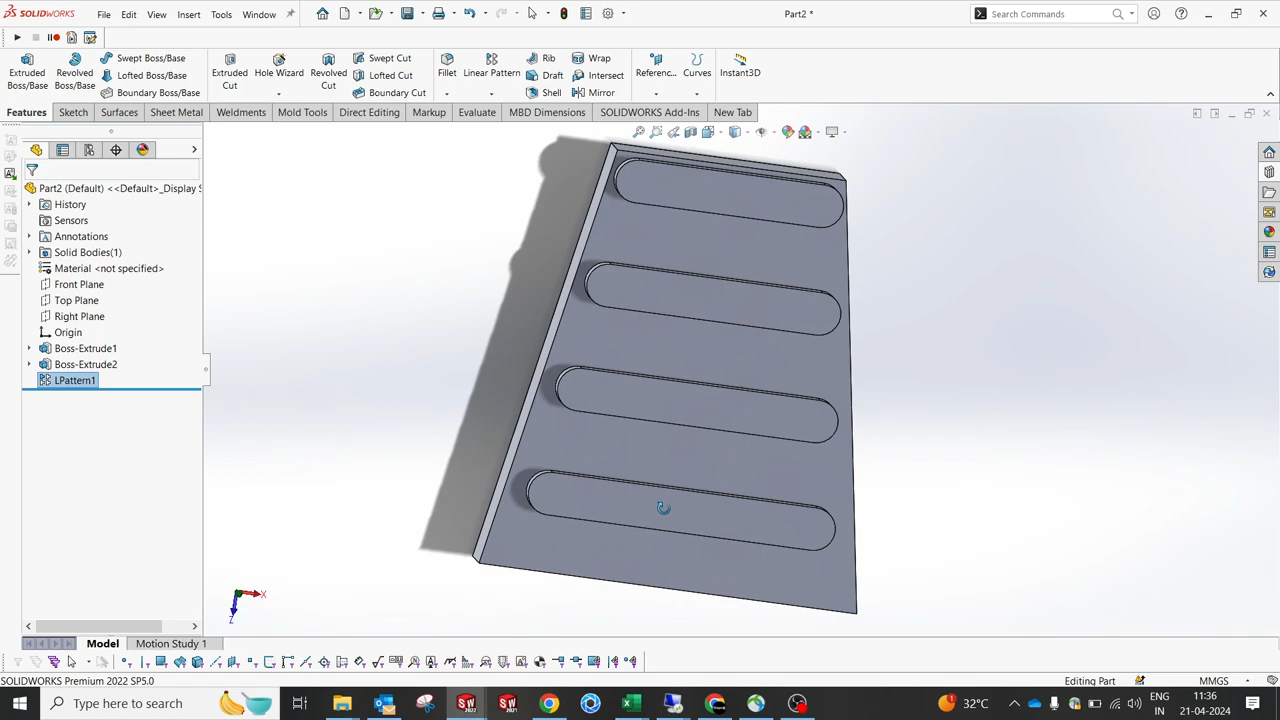 SOLIDWORKS File Edit View Insert Tools Window Part2 * Search Commands
Extruded Boss/Base Revolved Boss/Base Swept Boss/Base Lofted Boss/Base Boundary Boss/Base Extruded Cut Hole Wizard Revolved Cut Swept Cut Lofted Cut Boundary Cut Fillet Linear Pattern Rib Draft Shell Wrap Intersect Mirror Referenc... Curves Instant3D
Features Sketch Surfaces Sheet Metal Weldments Mold Tools Direct Editing Markup Evaluate MBD Dimensions SOLIDWORKS Add-Ins New Tab
Part2 (Default) <<Default>_Display S
History
Sensors
Annotations
Solid Bodies(1)
Material <not specified>
Front Plane
Top Plane
Right Plane
Origin
Boss-Extrude1
Boss-Extrude2
LPattern1
X
Z
Model Motion Study 1
SOLIDWORKS Premium 2022 SP5.0 Editing Part MMGS
Type here to search 32°C ENG 11:36
IN 21-04-2024